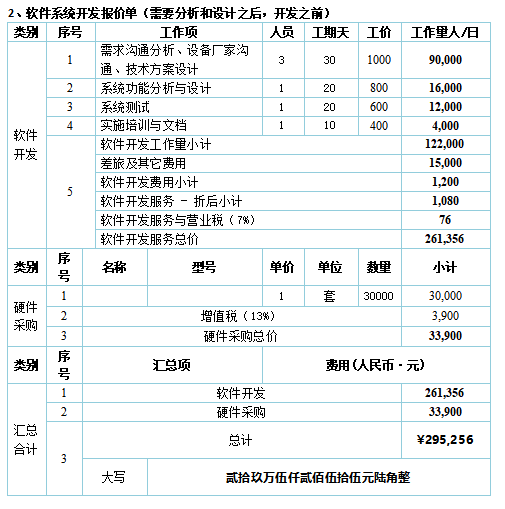 2、软件系统开发报价单（需要分析和设计之后，开发之前）
类别 序号 工作项 人员 工期天 工价 工作量人/日
软件开发
1 需求沟通分析、设备厂家沟通、技术方案设计 3 30 1000 90,000
2 系统功能分析与设计 1 20 800 16,000
3 系统测试 1 20 600 12,000
4 实施培训与文档 1 10 400 4,000
5 软件开发工作量小计 122,000
差旅及其它费用 15,000
软件开发费用小计 1,200
软件开发服务 － 折后小计 1,080
软件开发服务与营业税（7%） 76
软件开发服务总价 261,356
类别 序号 名称 型号 单价 单位 数量 小计
硬件采购
1 1 套 30000 30,000
2 增值税（13%） 3,900
3 硬件采购总价 33,900
类别 序号 汇总项 费用（人民币·元）
汇总合计
1 软件开发 261,356
2 硬件采购 33,900
3 总计 ¥295,256
大写 贰拾玖万伍仟贰佰伍拾伍元陆角整